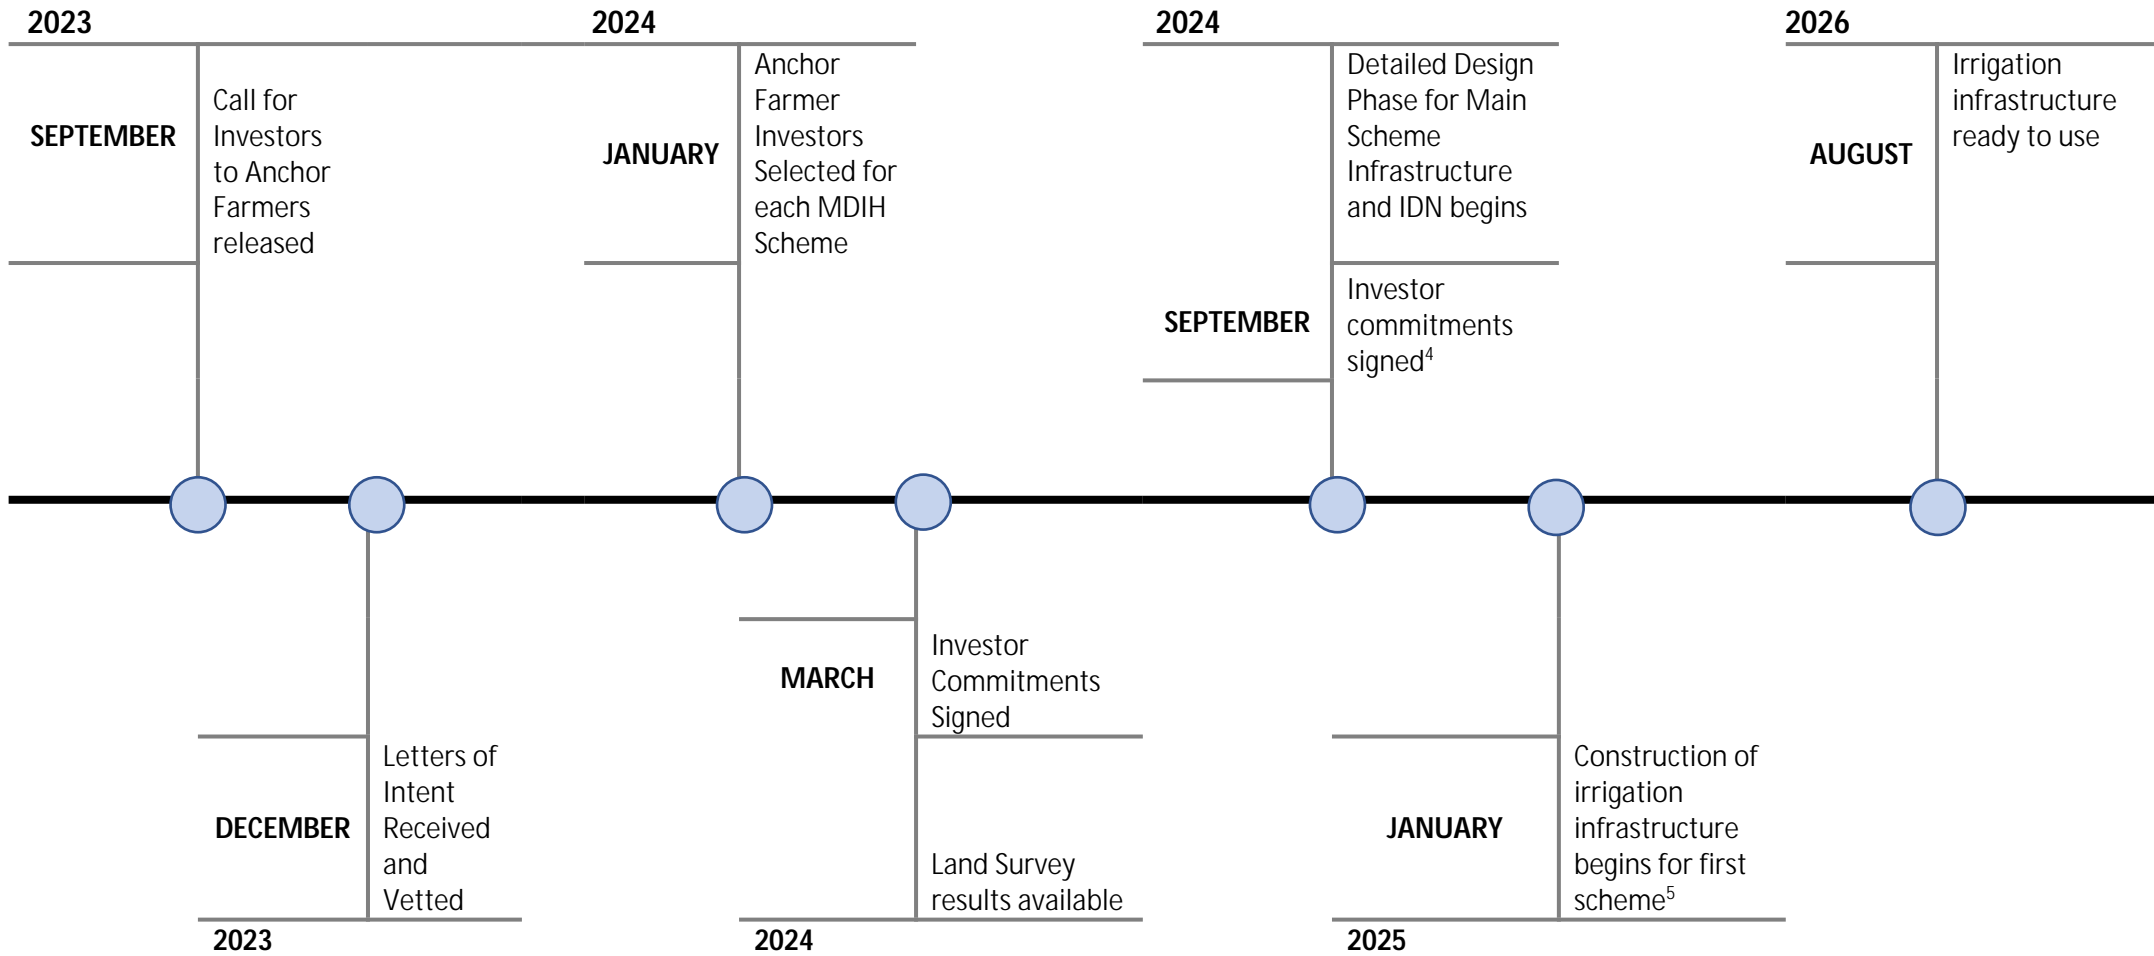 2023
SEPTEMBER
Call for
Investors
to Anchor
Farmers
released
2024
JANUARY
Anchor
Farmer
Investors
Selected for
each MDIH
Scheme
2024
SEPTEMBER
Detailed Design
Phase for Main
Scheme
Infrastructure
and IDN begins
Investor
commitments
signed4
2026
AUGUST
Irrigation
infrastructure
ready to use
DECEMBER
Letters of
Intent
Received
and
Vetted
2023
MARCH
Investor
Commitments
Signed
Land Survey
results available
2024
JANUARY
Construction of
irrigation
infrastructure
begins for first
scheme5
2025